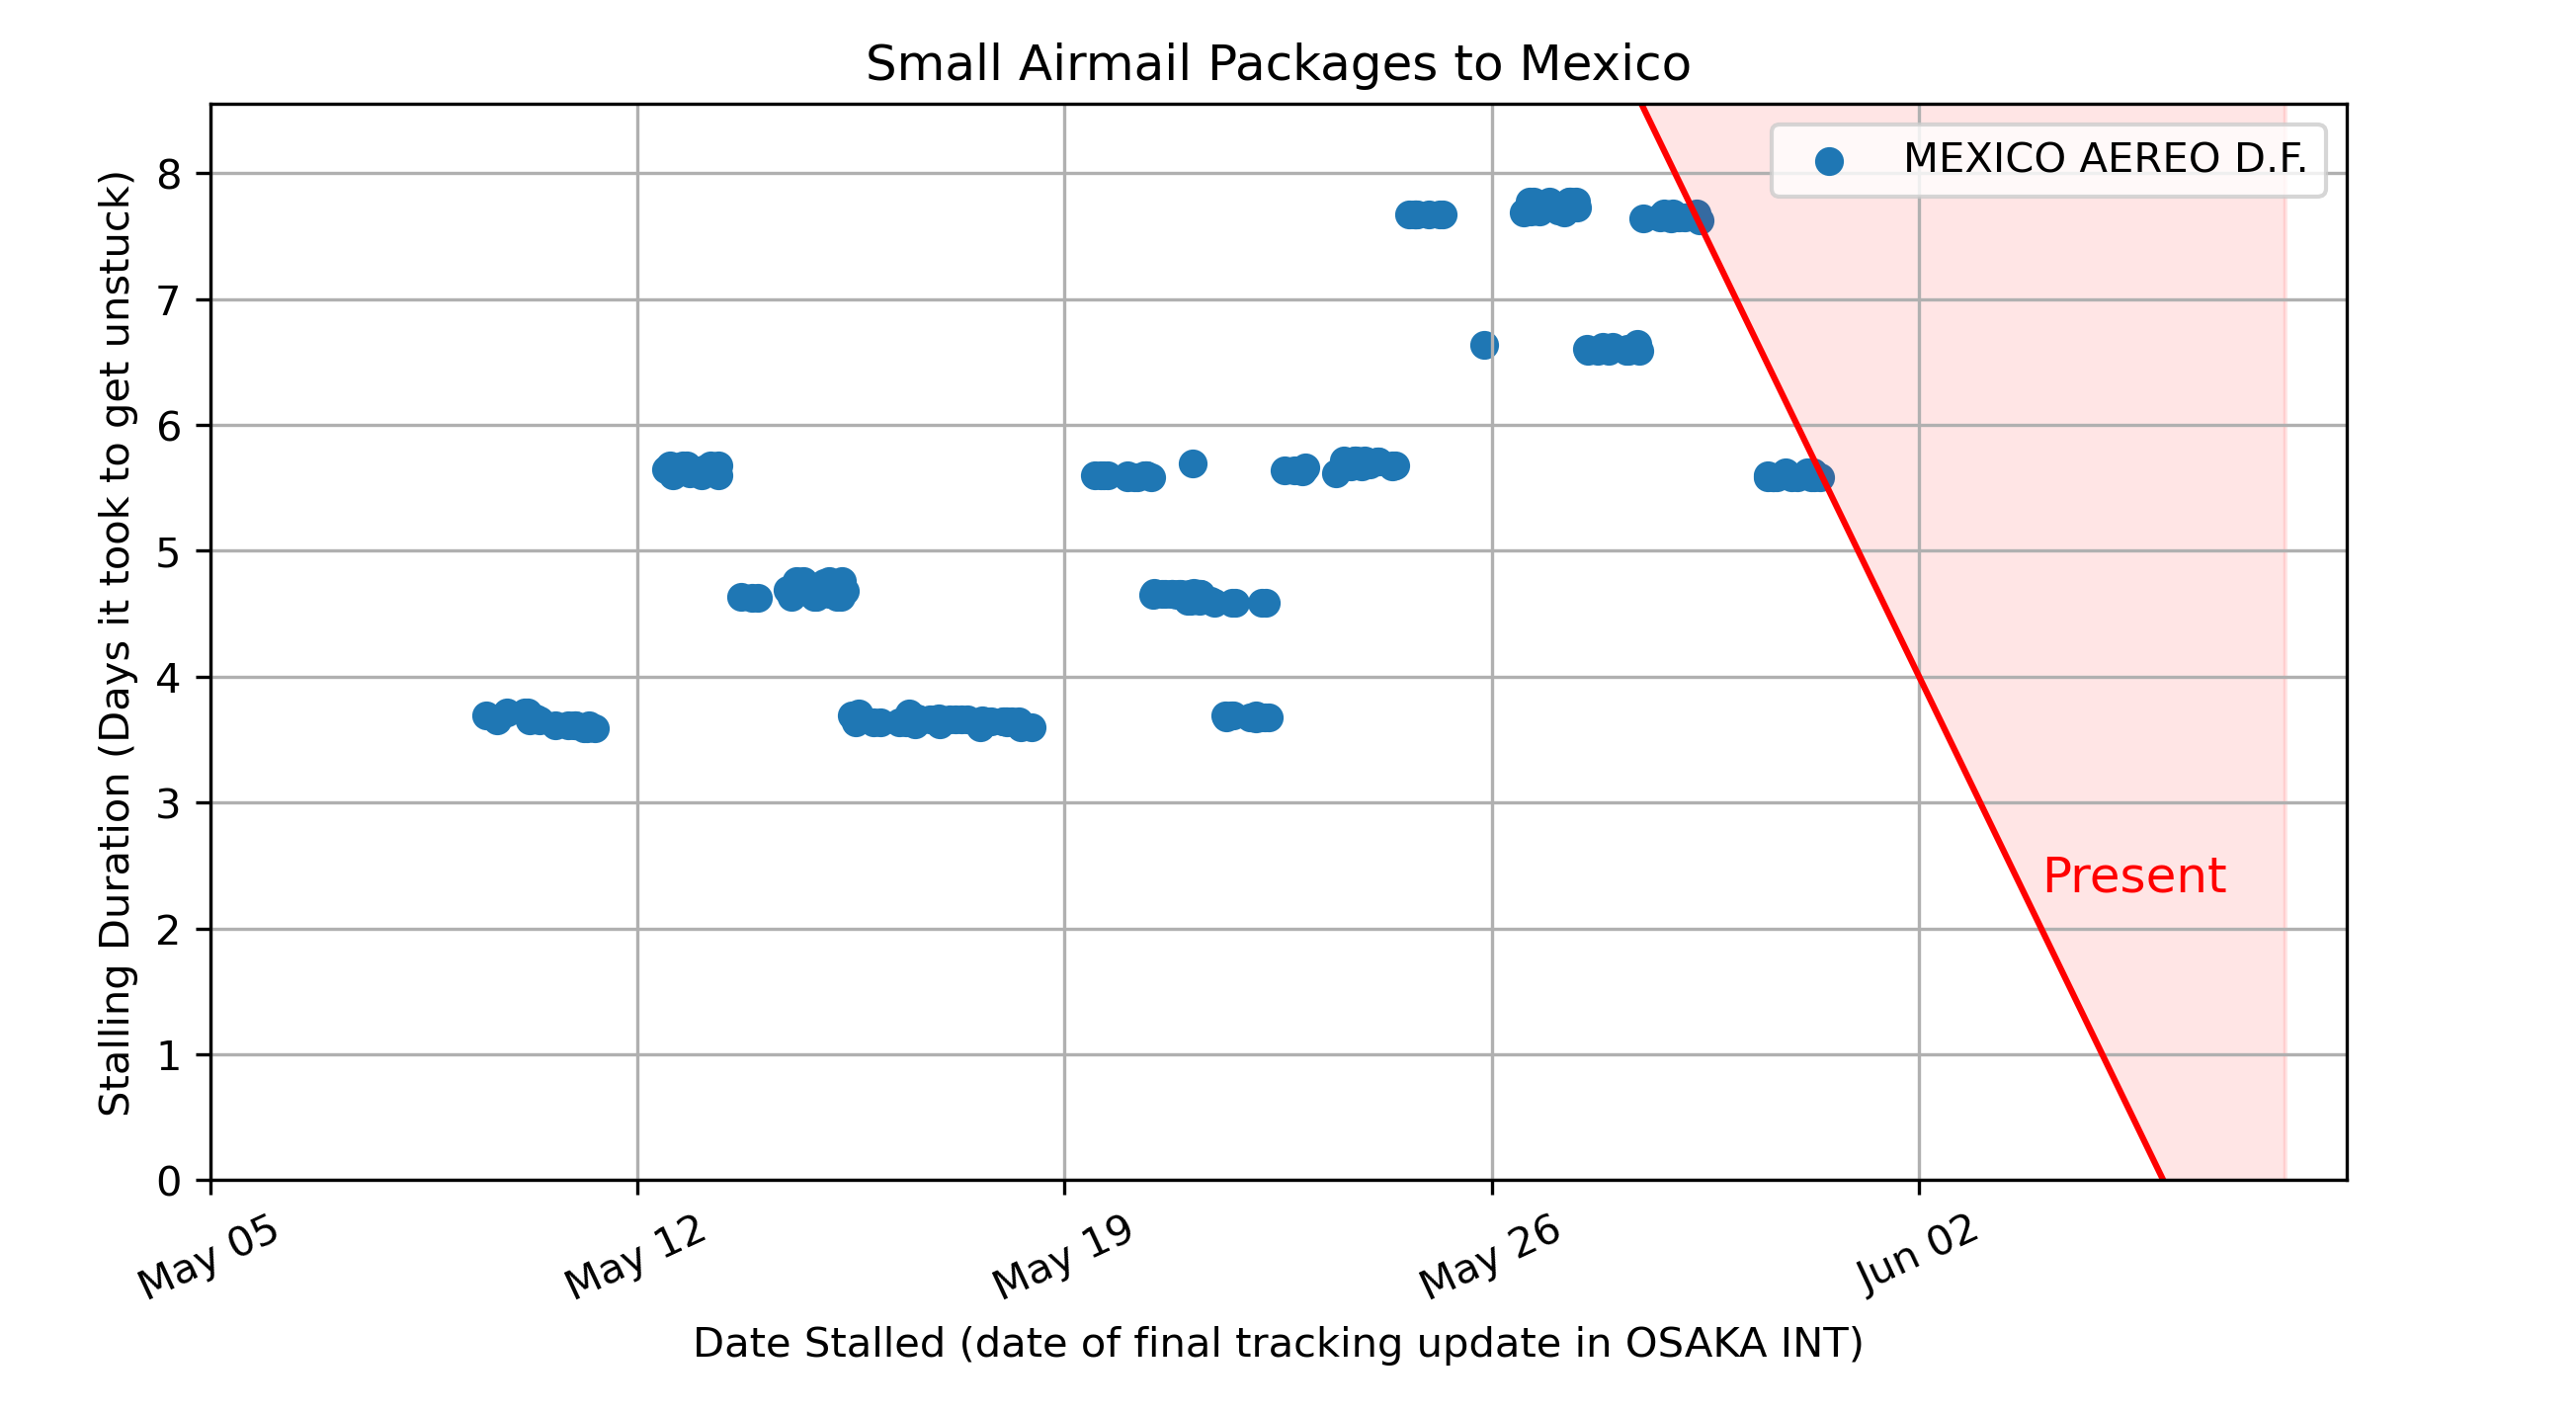 Small Airmail Packages to Mexico
MEXICO AEREO D.F.
Stalling Duration (Days it took to get unstuck)
8
7
6
5
4
3
2
1
0
Present
May 05
May 12
May 19
May 26
Jun 02
Date Stalled (date of final tracking update in OSAKA INT)